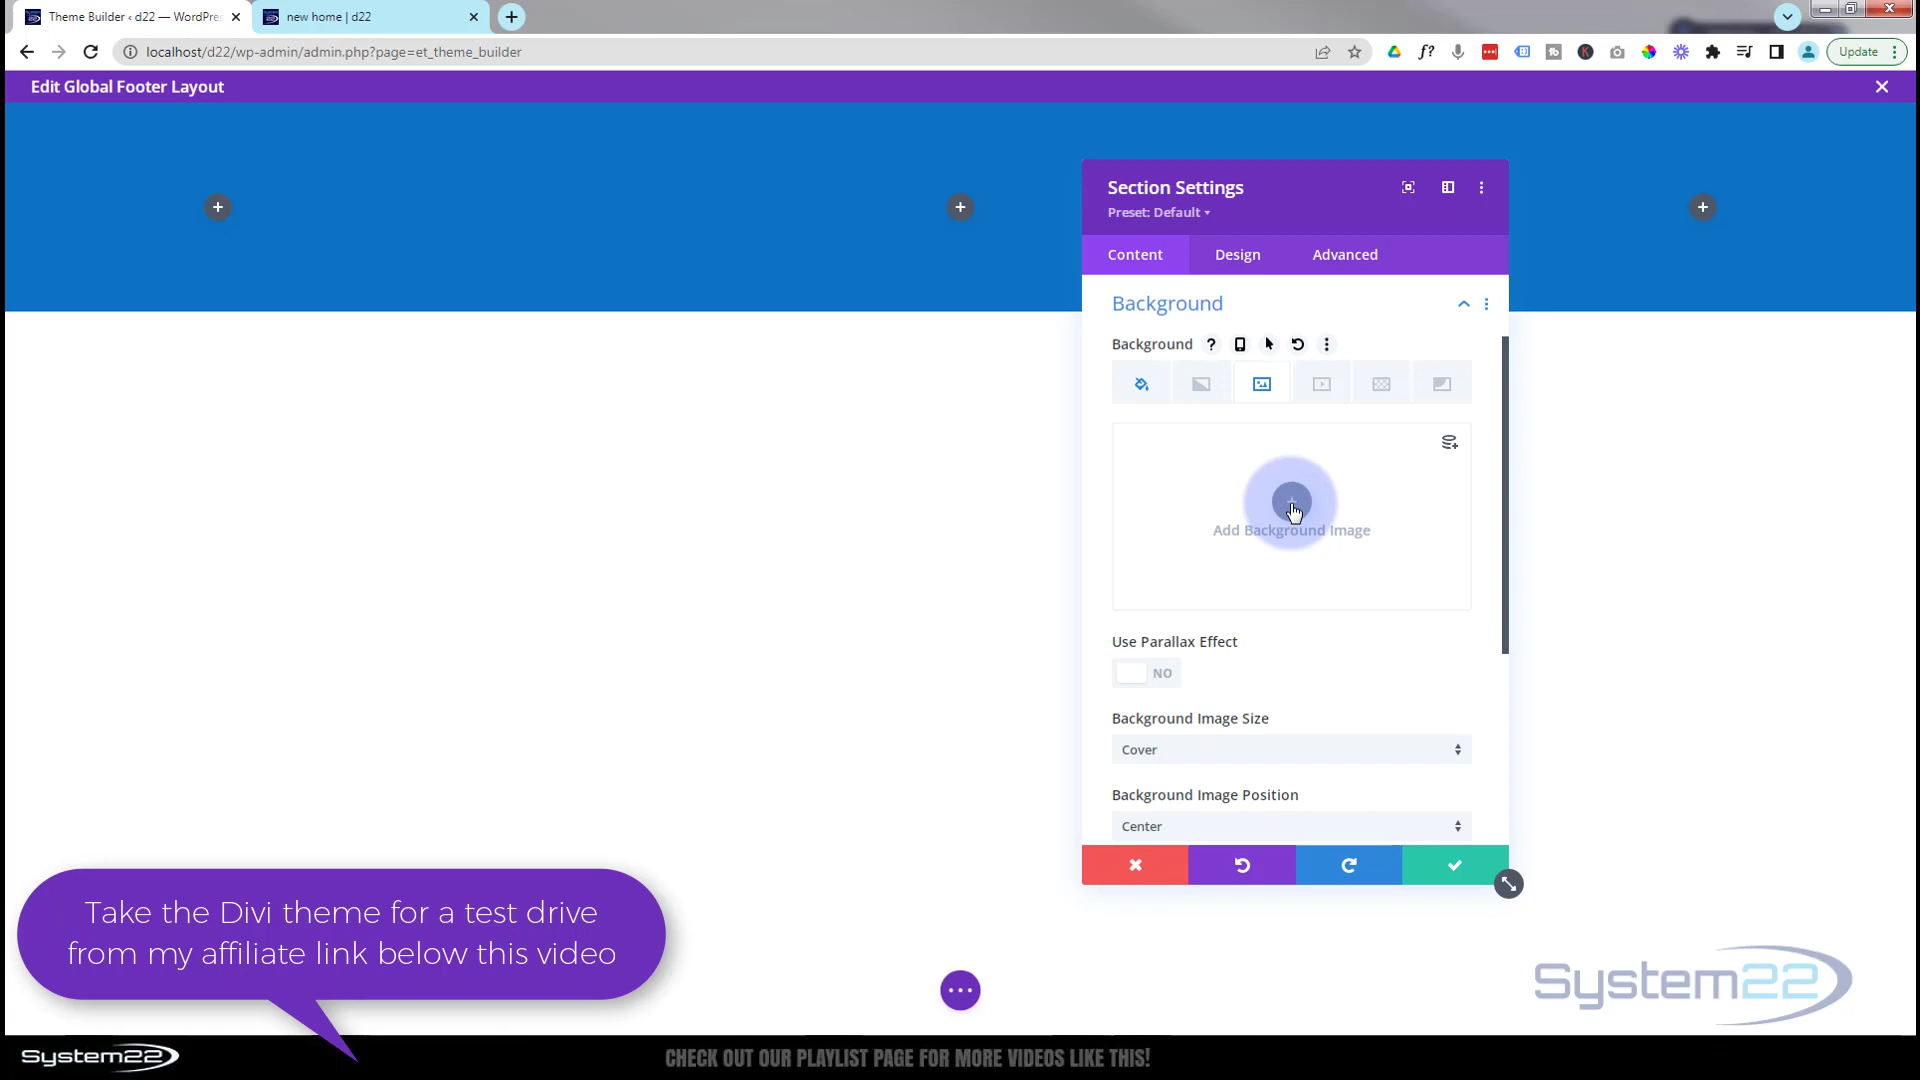 Theme Builder ‹ d22 — WordPre
new home | d22
localhost/d22/wp-admin/admin.php?page=et_theme_builder
Update
Edit Global Footer Layout
Section Settings
Preset: Default
Content
Design
Advanced
Background
Background
Add Background Image
Use Parallax Effect
NO
Background Image Size
Cover
Background Image Position
Center
Take the Divi theme for a test drive
from my affiliate link below this video
System22
System22
CHECK OUT OUR PLAYLIST PAGE FOR MORE VIDEOS LIKE THIS!